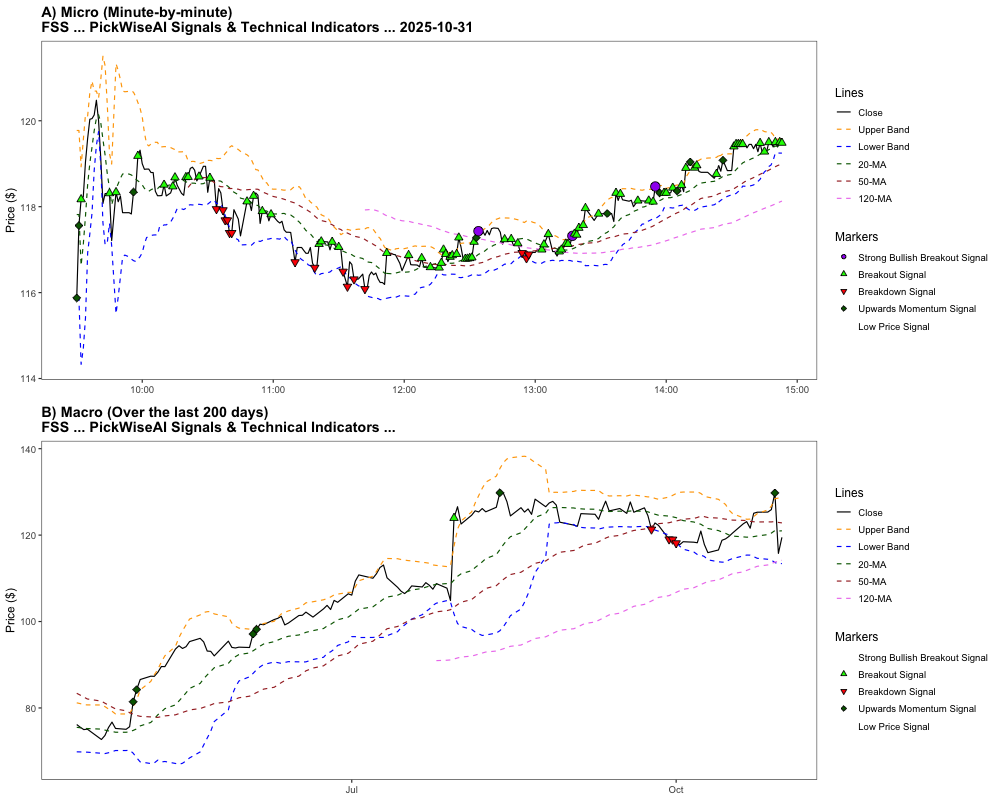 A) Micro (Minute-by-minute)
FSS ... PickWiseAI Signals & Technical Indicators ... 2025-10-31
Price ($)
120
118
116
114
10:00
11:00
12:00
13:00
14:00
15:00
Lines
Close
Upper Band
Lower Band
20-MA
50-MA
120-MA
Markers
Strong Bullish Breakout Signal
Breakout Signal
Breakdown Signal
Upwards Momentum Signal
Low Price Signal
B) Macro (Over the last 200 days)
FSS ... PickWiseAI Signals & Technical Indicators ...
Price ($)
140
120
100
80
Jul
Oct
Lines
Close
Upper Band
Lower Band
20-MA
50-MA
120-MA
Markers
Strong Bullish Breakout Signal
Breakout Signal
Breakdown Signal
Upwards Momentum Signal
Low Price Signal